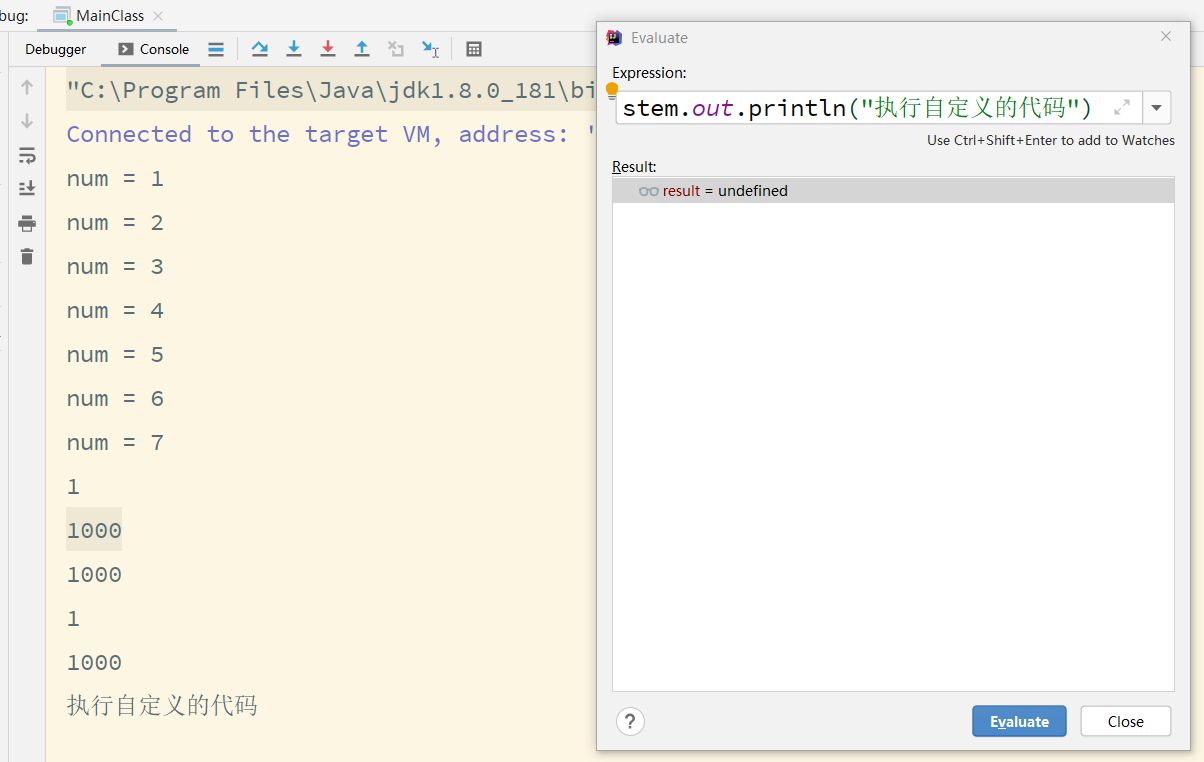 bug:
MainClass
Debugger
Console
"C:\Program Files\Java\jdk1.8.0_181\bi
Connected to the target VM, address: '
num = 1
num = 2
num = 3
num = 4
num = 5
num = 6
num = 7
1
1000
1000
1
1000
执行自定义的代码
Evaluate
Expression:
stem.out.println("执行自定义的代码")
Use Ctrl+Shift+Enter to add to Watches
Result:
result = undefined
?
Evaluate
Close